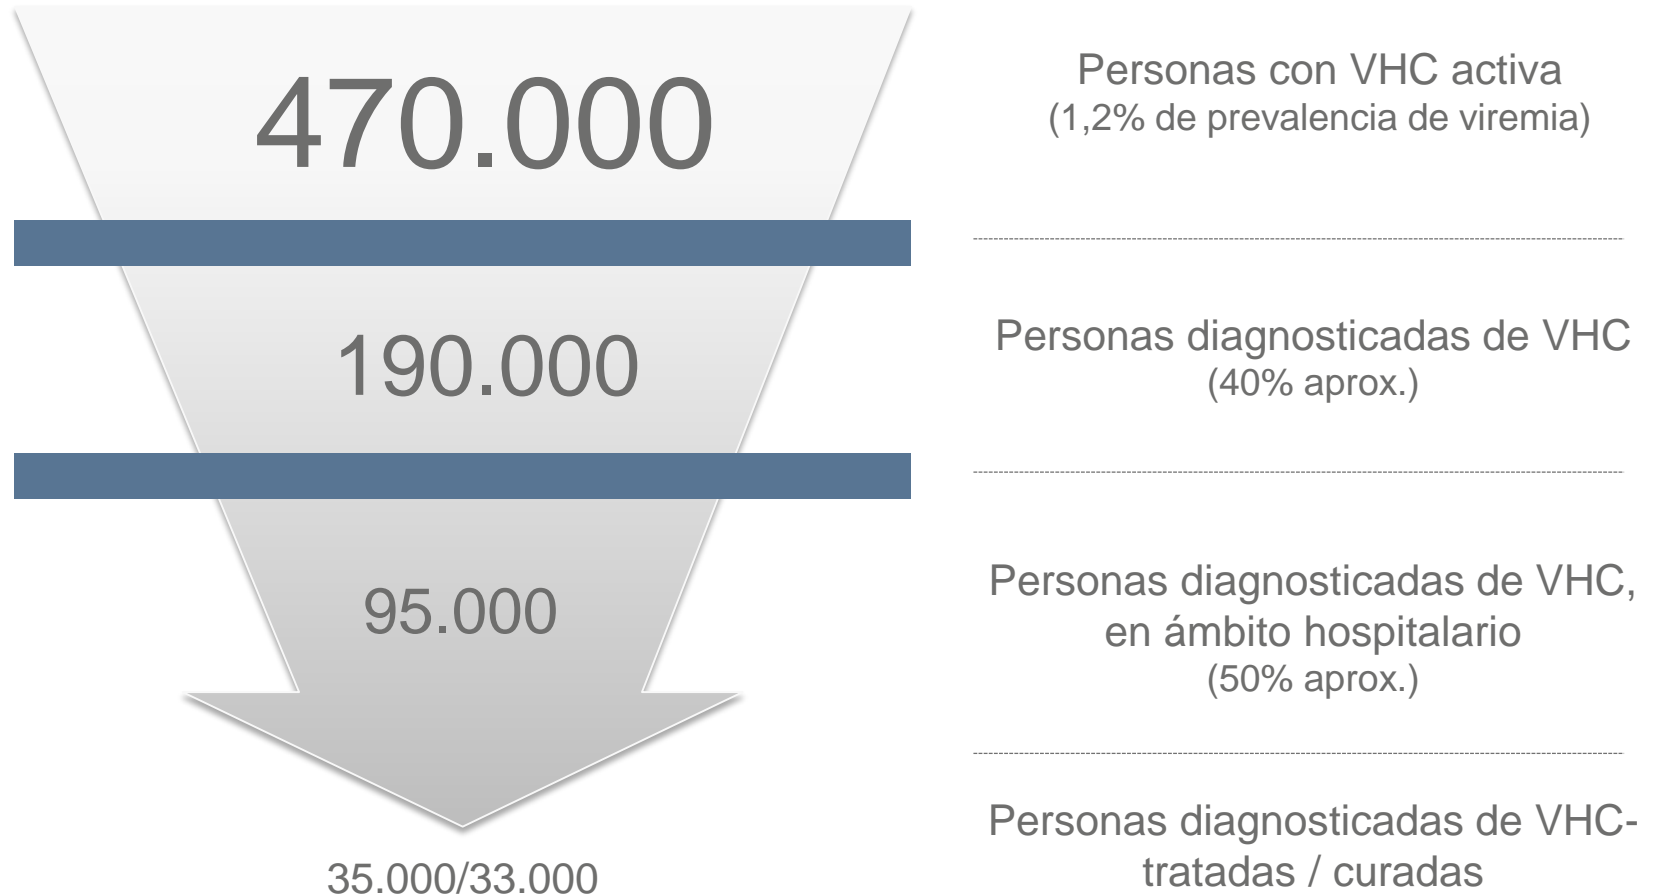 470.000
Personas con VHC activa
(1,2% de prevalencia de viremia)
190.000
Personas diagnosticadas de VHC
(40% aprox.)
95.000
Personas diagnosticadas de VHC,
en ámbito hospitalario
(50% aprox.)
35.000/33.000
Personas diagnosticadas de VHC-
tratadas / curadas